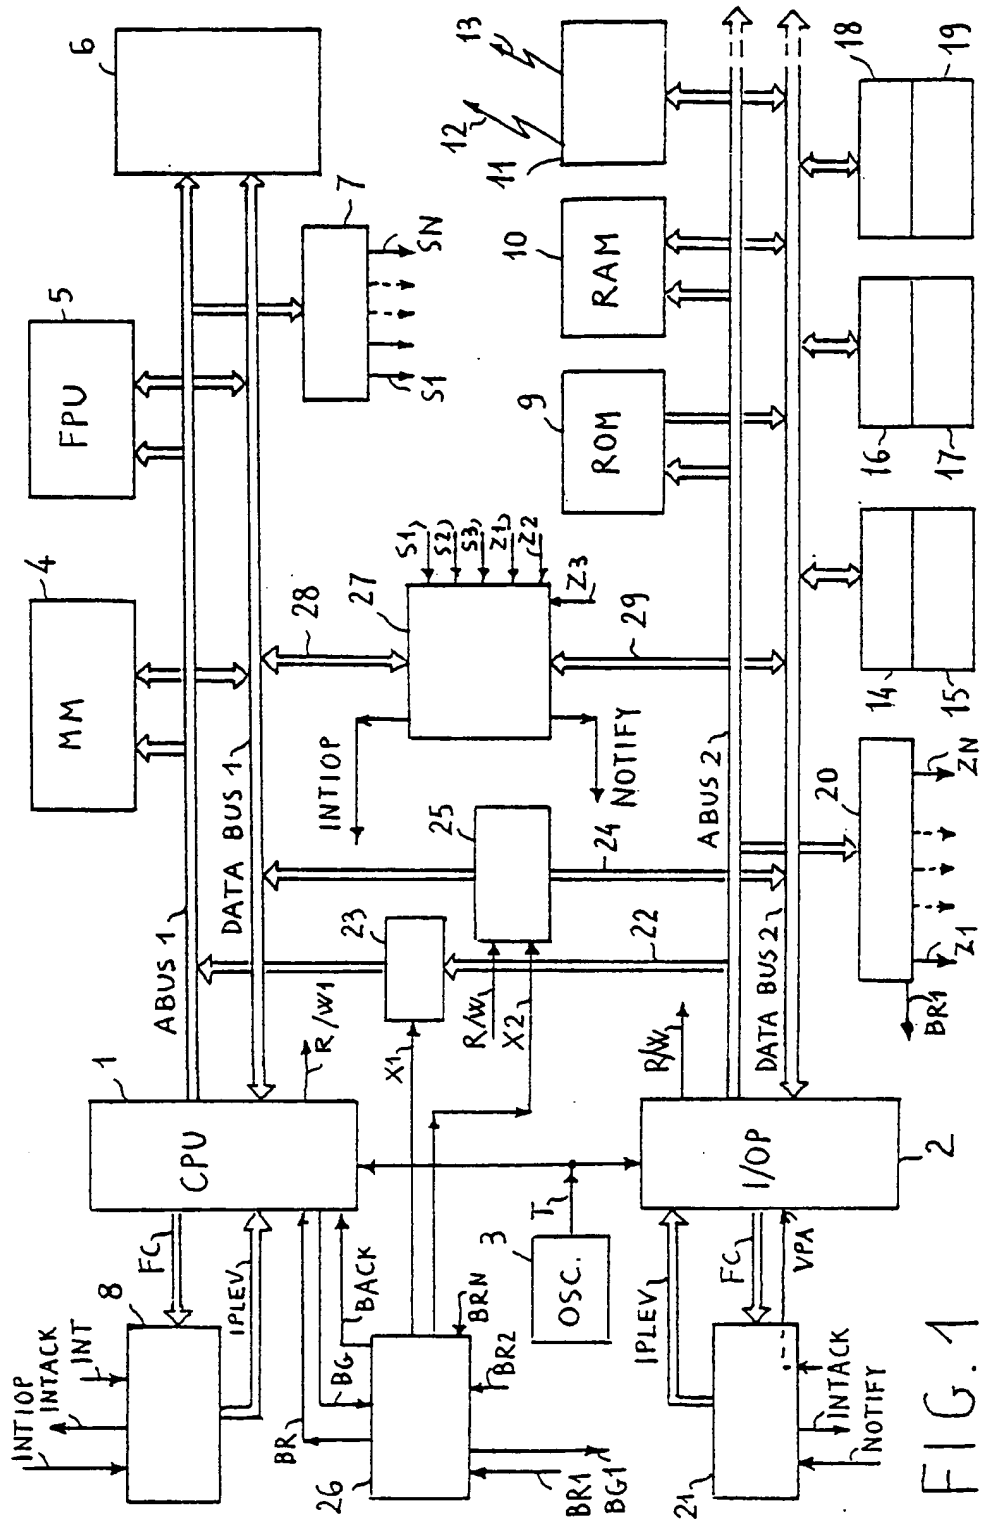 INTIOP
INTACK
INT
8
FC
IPLEV
1
CPU
ABUS 1
DATA BUS 1
R/W1
4
MM
5
FPU
6
7
S1
SN
BR
BG
BACK
26
BR1
BG1
BR2
BRN
X1
23
R/W
X2
25
22
24
INTIOP
NOTIFY
28
27
S1
S2
S3
Z1
Z2
Z3
29
3
OSC.
T
9
ROM
10
RAM
11
12
13
IPLEV
FC
VPA
21
INTACK
NOTIFY
I/OP
2
R/W
ABUS 2
DATA BUS 2
BR1
Z1
ZN
20
14
15
16
17
18
19
FIG. 1